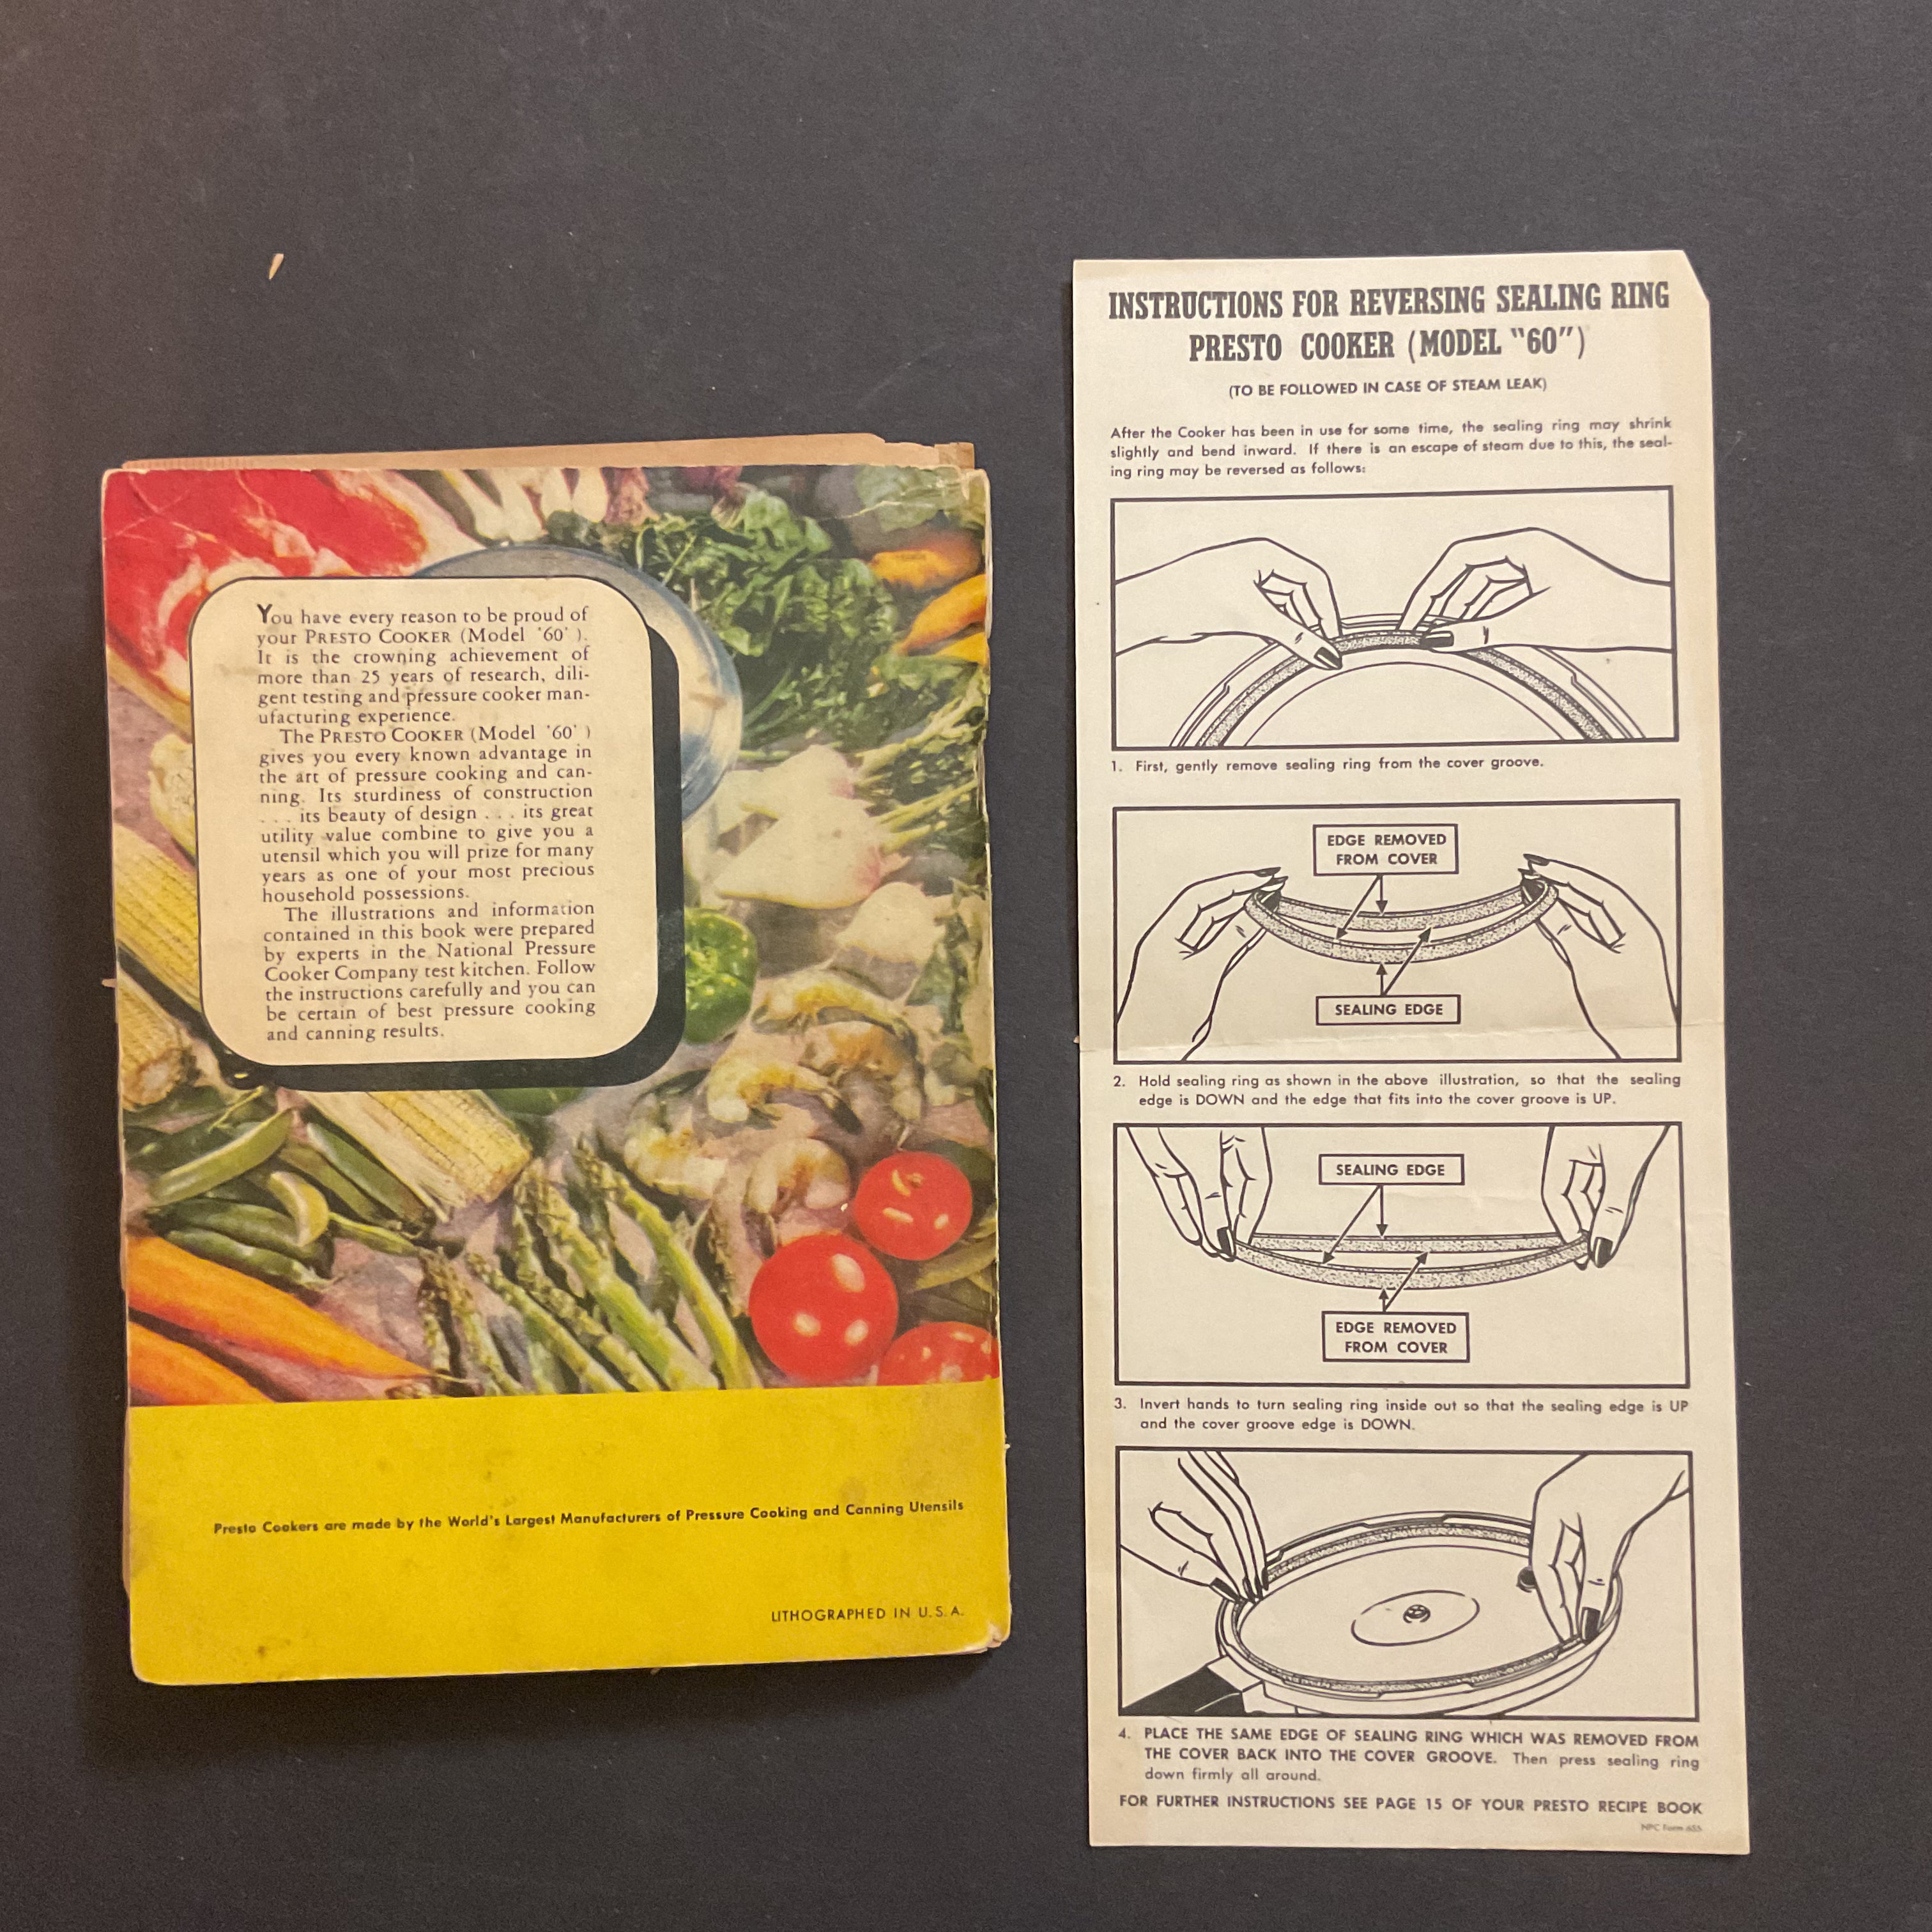 You have every reason to be proud of
your PRESTO COOKER (Model '60').
It is the crowning achievement of
more than 25 years of research, dili-
gent testing and pressure cooker man-
ufacturing experience.
The PRESTO COOKER (Model '60')
gives you every known advantage in
the art of pressure cooking and can-
ning. Its sturdiness of construction
. . . its beauty of design . . . its great
utility value combine to give you a
utensil which you will prize for many
years as one of your most precious
household possessions.
The illustrations and information
contained in this book were prepared
by experts in the National Pressure
Cooker Company test kitchen. Follow
the instructions carefully and you can
be certain of best pressure cooking
and canning results.
Presto Cookers are made by the World's Largest Manufacturers of Pressure Cooking and Canning Utensils
LITHOGRAPHED IN U.S.A.
INSTRUCTIONS FOR REVERSING SEALING RING
PRESTO COOKER (MODEL "60")
(TO BE FOLLOWED IN CASE OF STEAM LEAK)
After the Cooker has been in use for some time, the sealing ring may shrink
slightly and bend inward. If there is an escape of steam due to this, the seal-
ing ring may be reversed as follows:
1. First, gently remove sealing ring from the cover groove.
EDGE REMOVED
FROM COVER
SEALING EDGE
2. Hold sealing ring as shown in the above illustration, so that the sealing
edge is DOWN and the edge that fits into the cover groove is UP.
SEALING EDGE
EDGE REMOVED
FROM COVER
3. Invert hands to turn sealing ring inside out so that the sealing edge is UP
and the cover groove edge is DOWN.
4. PLACE THE SAME EDGE OF SEALING RING WHICH WAS REMOVED FROM
THE COVER BACK INTO THE COVER GROOVE. Then press sealing ring
down firmly all around.
FOR FURTHER INSTRUCTIONS SEE PAGE 15 OF YOUR PRESTO RECIPE BOOK
NPC Form